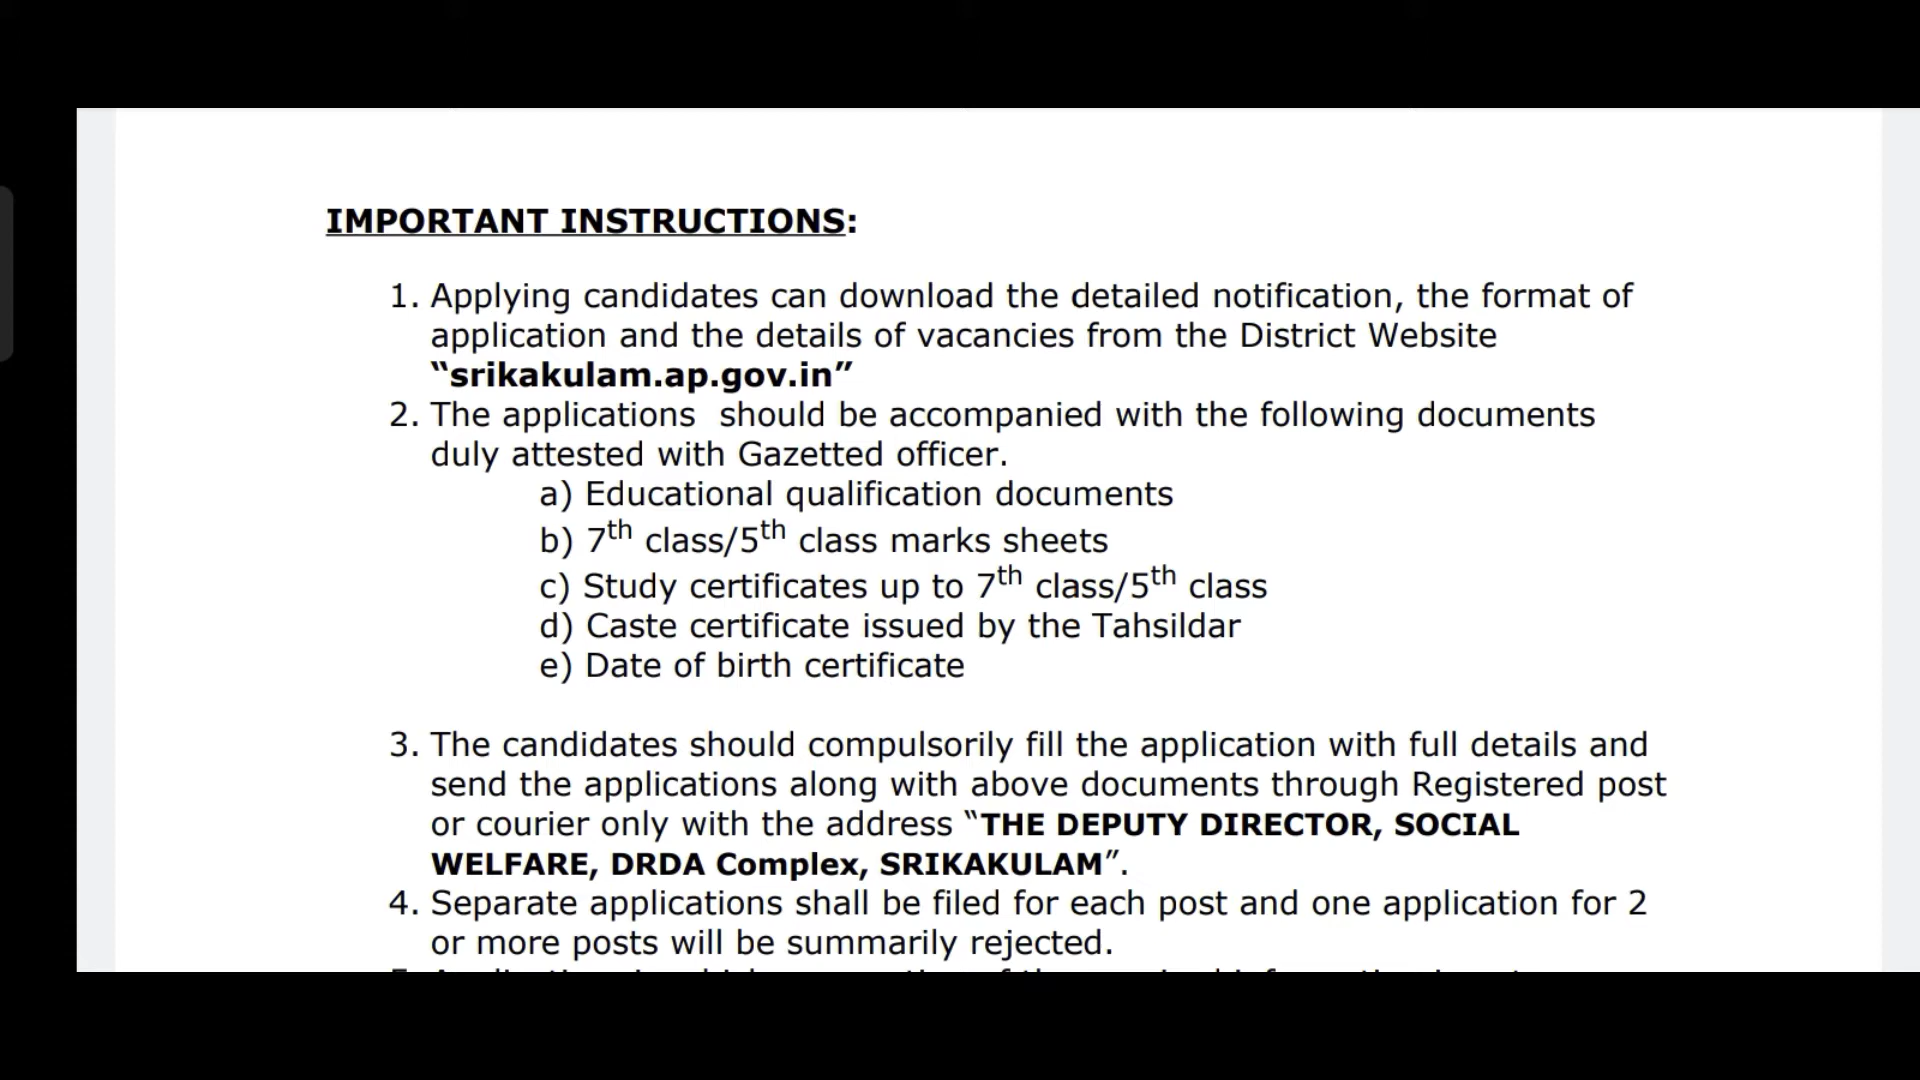 IMPORTANT INSTRUCTIONS:
1. Applying candidates can download the detailed notification, the format of
application and the details of vacancies from the District Website
“srikakulam.ap.gov.in”
2. The applications should be accompanied with the following documents
duly attested with Gazetted officer.
a) Educational qualification documents
b) 7th class/5th class marks sheets
c) Study certificates up to 7th class/5th class
d) Caste certificate issued by the Tahsildar
e) Date of birth certificate
3. The candidates should compulsorily fill the application with full details and
send the applications along with above documents through Registered post
or courier only with the address “THE DEPUTY DIRECTOR, SOCIAL
WELFARE, DRDA Complex, SRIKAKULAM”.
4. Separate applications shall be filed for each post and one application for 2
or more posts will be summarily rejected.